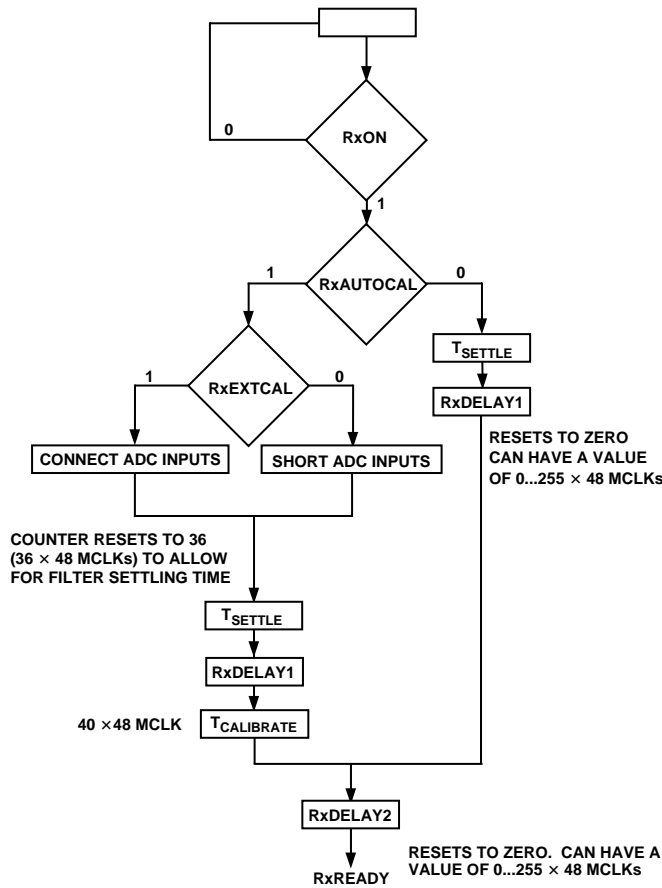 0
RxON
1
1
RxAUTOCAL
0
T_SETTLE
1
RxEXTCAL
0
RxDELAY1
CONNECT ADC INPUTS
SHORT ADC INPUTS
RESETS TO ZERO
CAN HAVE A VALUE
OF 0...255 × 48 MCLKs
COUNTER RESETS TO 36
(36 × 48 MCLKs) TO ALLOW
FOR FILTER SETTLING TIME
T_SETTLE
RxDELAY1
40 ×48 MCLK
T_CALIBRATE
RxDELAY2
RESETS TO ZERO. CAN HAVE A
VALUE OF 0...255 × 48 MCLKs
RxREADY